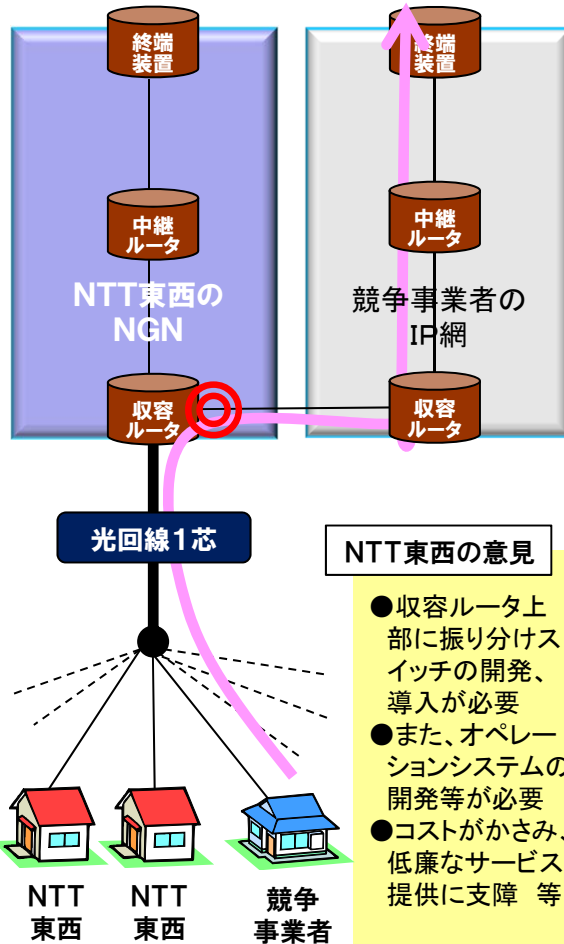 終端
装置
終端
装置
中継
ルータ
中継
ルータ
NTT東西の
NGN
競争事業者の
IP網
収容
ルータ
収容
ルータ
光回線1芯
NTT東西の意見
●収容ルータ上
部に振り分けス
イッチの開発、
導入が必要
●また、オペレー
ションシステムの
開発等が必要
●コストがかさみ、
低廉なサービス
提供に支障 等
NTT
東西
NTT
東西
競争
事業者